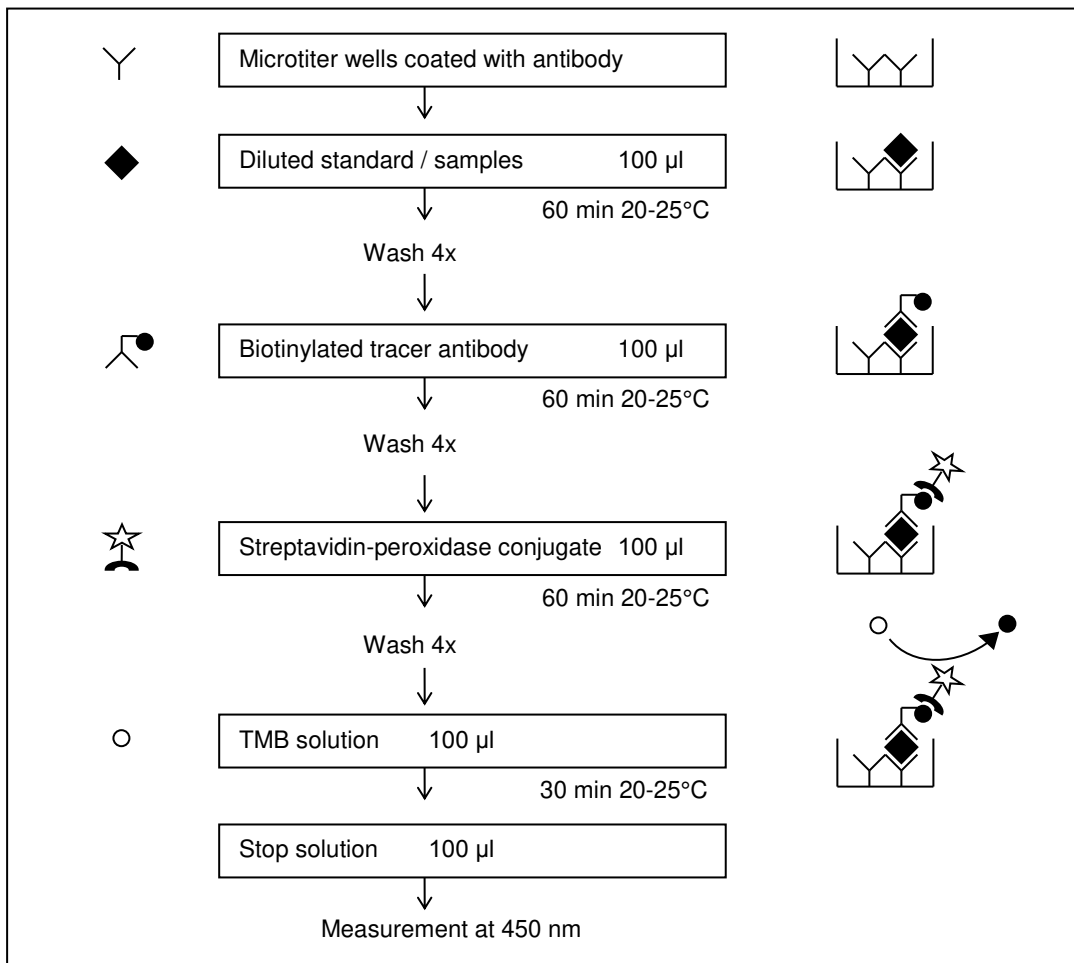 Microtiter wells coated with antibody
Diluted standard / samples 100 µl
60 min 20-25°C
Wash 4x
Biotinylated tracer antibody 100 µl
60 min 20-25°C
Wash 4x
Streptavidin-peroxidase conjugate 100 µl
60 min 20-25°C
Wash 4x
TMB solution 100 µl
30 min 20-25°C
Stop solution 100 µl
Measurement at 450 nm